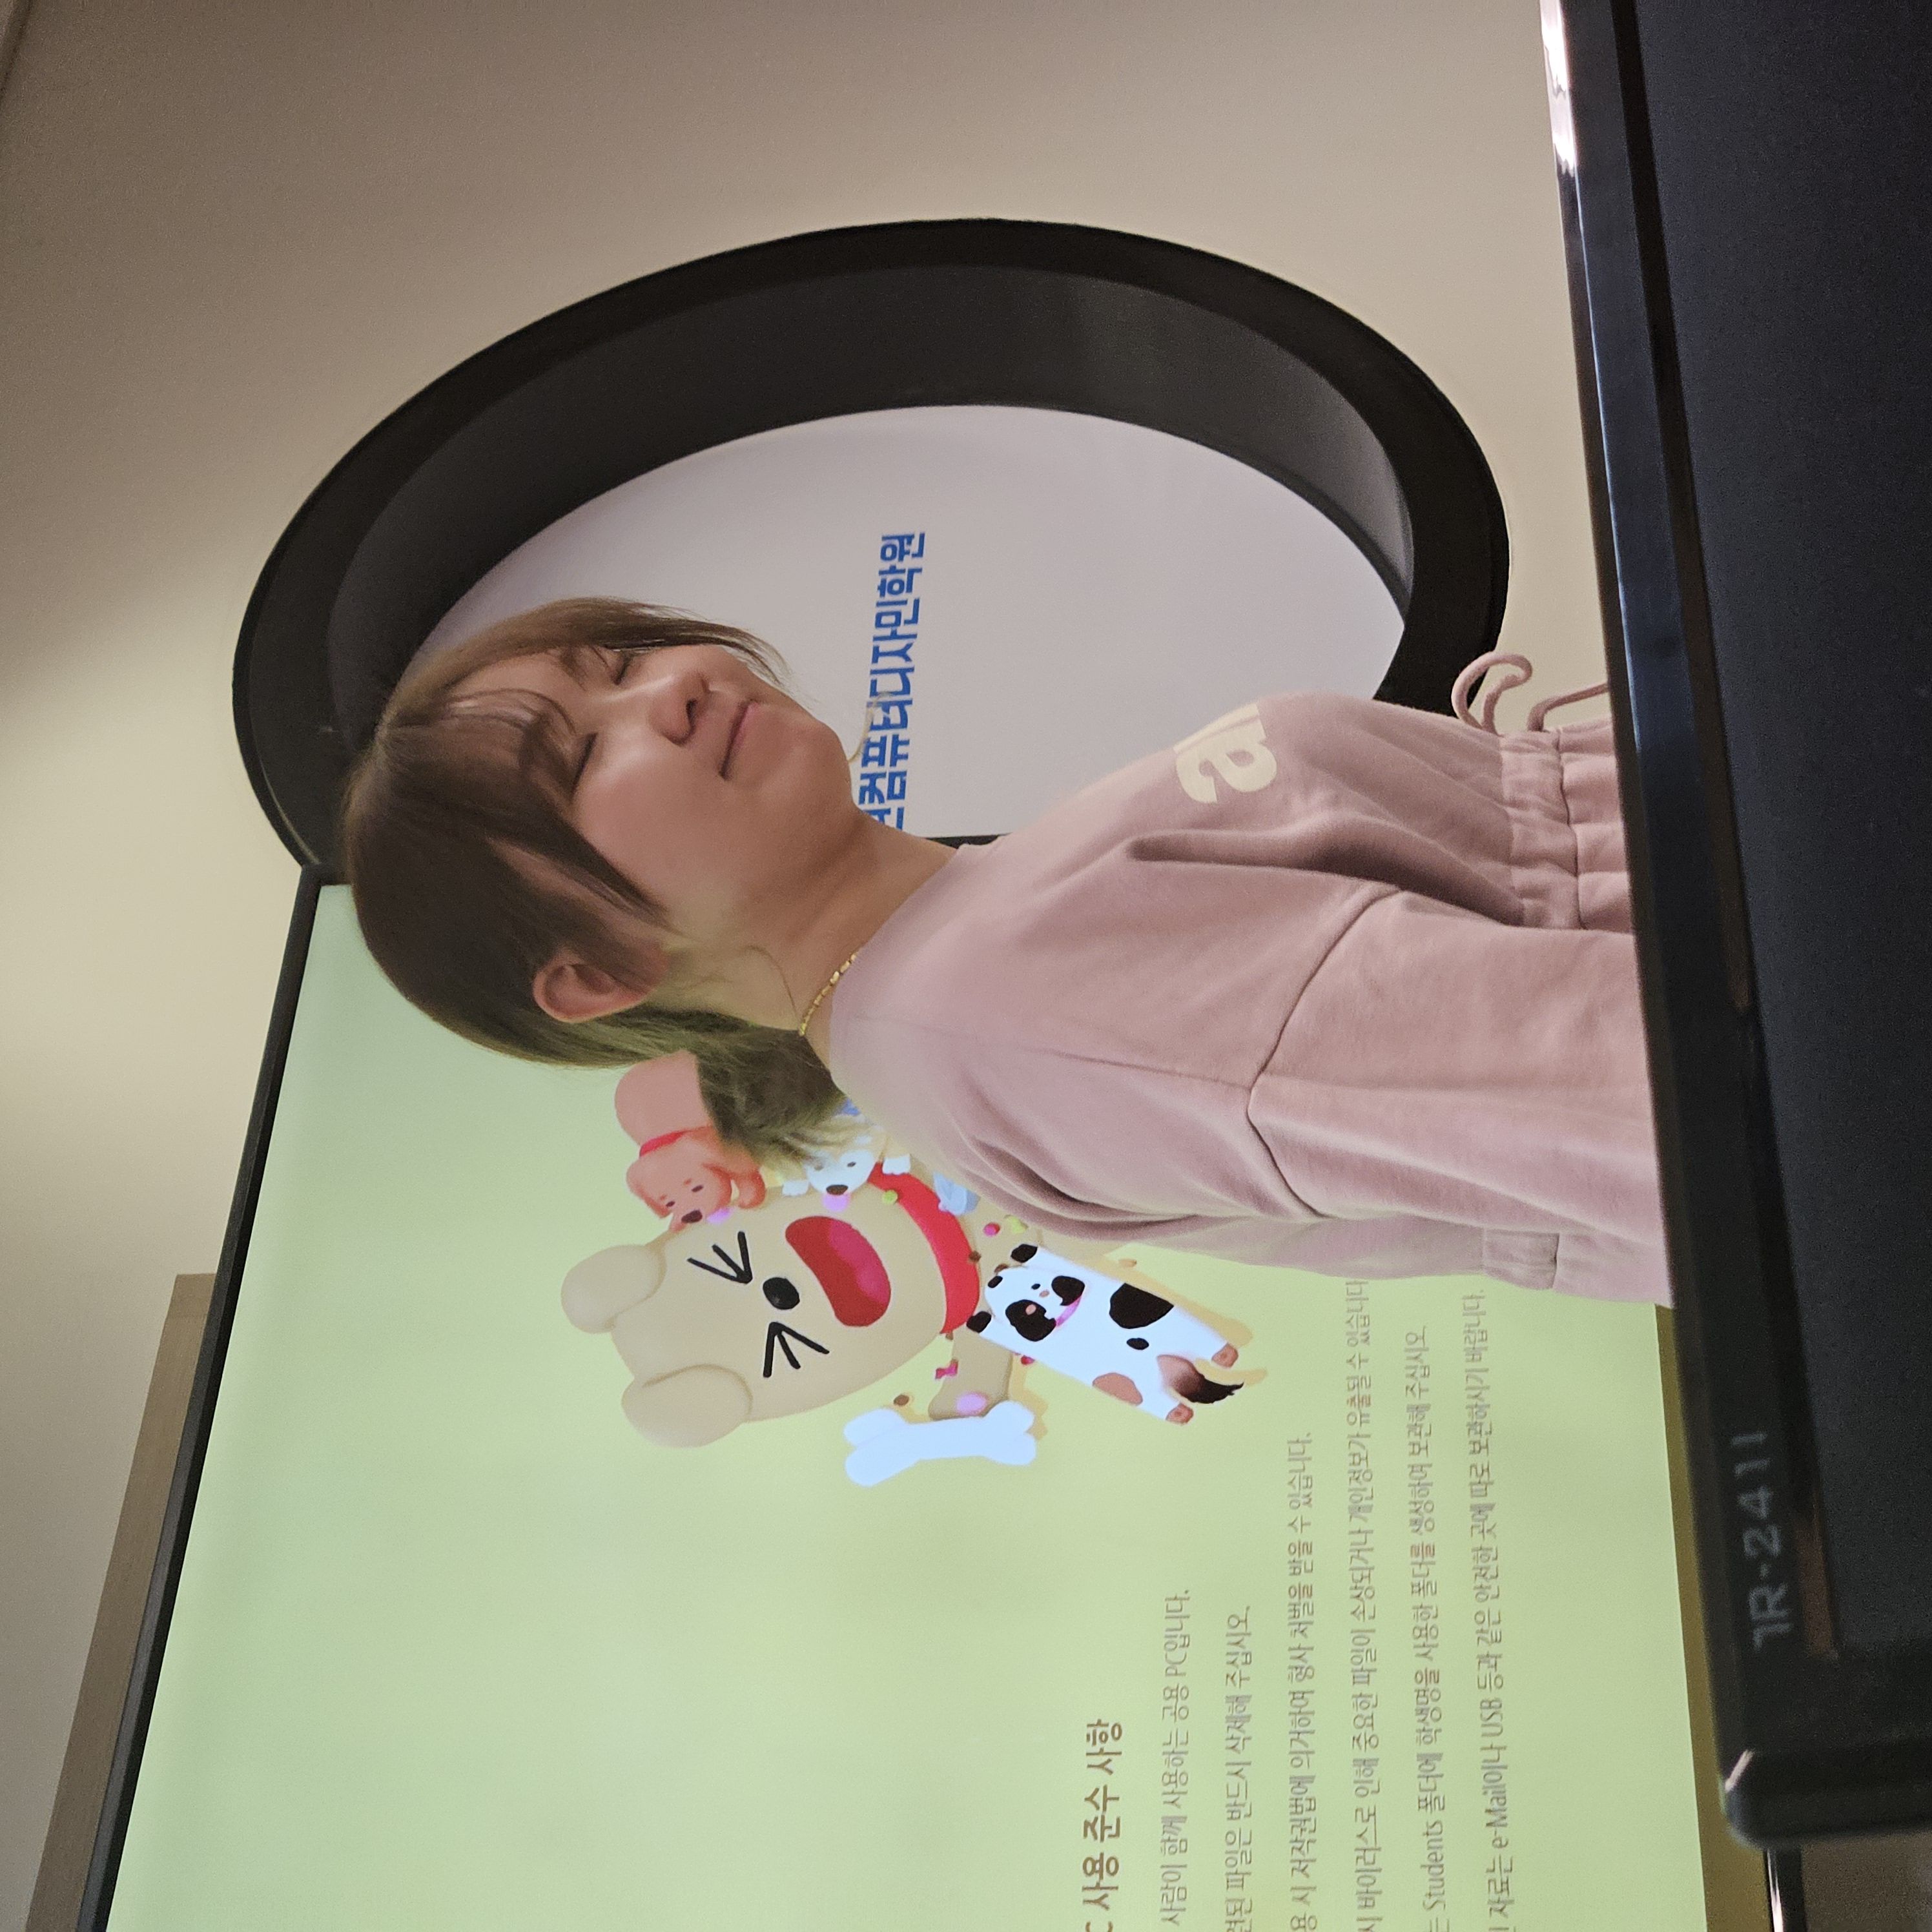 사용 준수 사항
사람이 함께 사용하는 공용 PC입니다.
파일은 반드시 삭제해 주십시오.
시 저작권법에 의거하여 형사 처벌을 받을 수 있습니다.
시 바이러스로 인해 중요한 파일이 손상되거나 개인정보가 유출될 수 있습니다
는 Students 폴더에 학생명을 사용한 폴더를 생성하여 보관해 주십시오.
자료는 e-Mail이나 USB 등과 같은 안전한 곳에 따로 보관하시기 바랍니다.
컴퓨터디자인학원
1R-2411